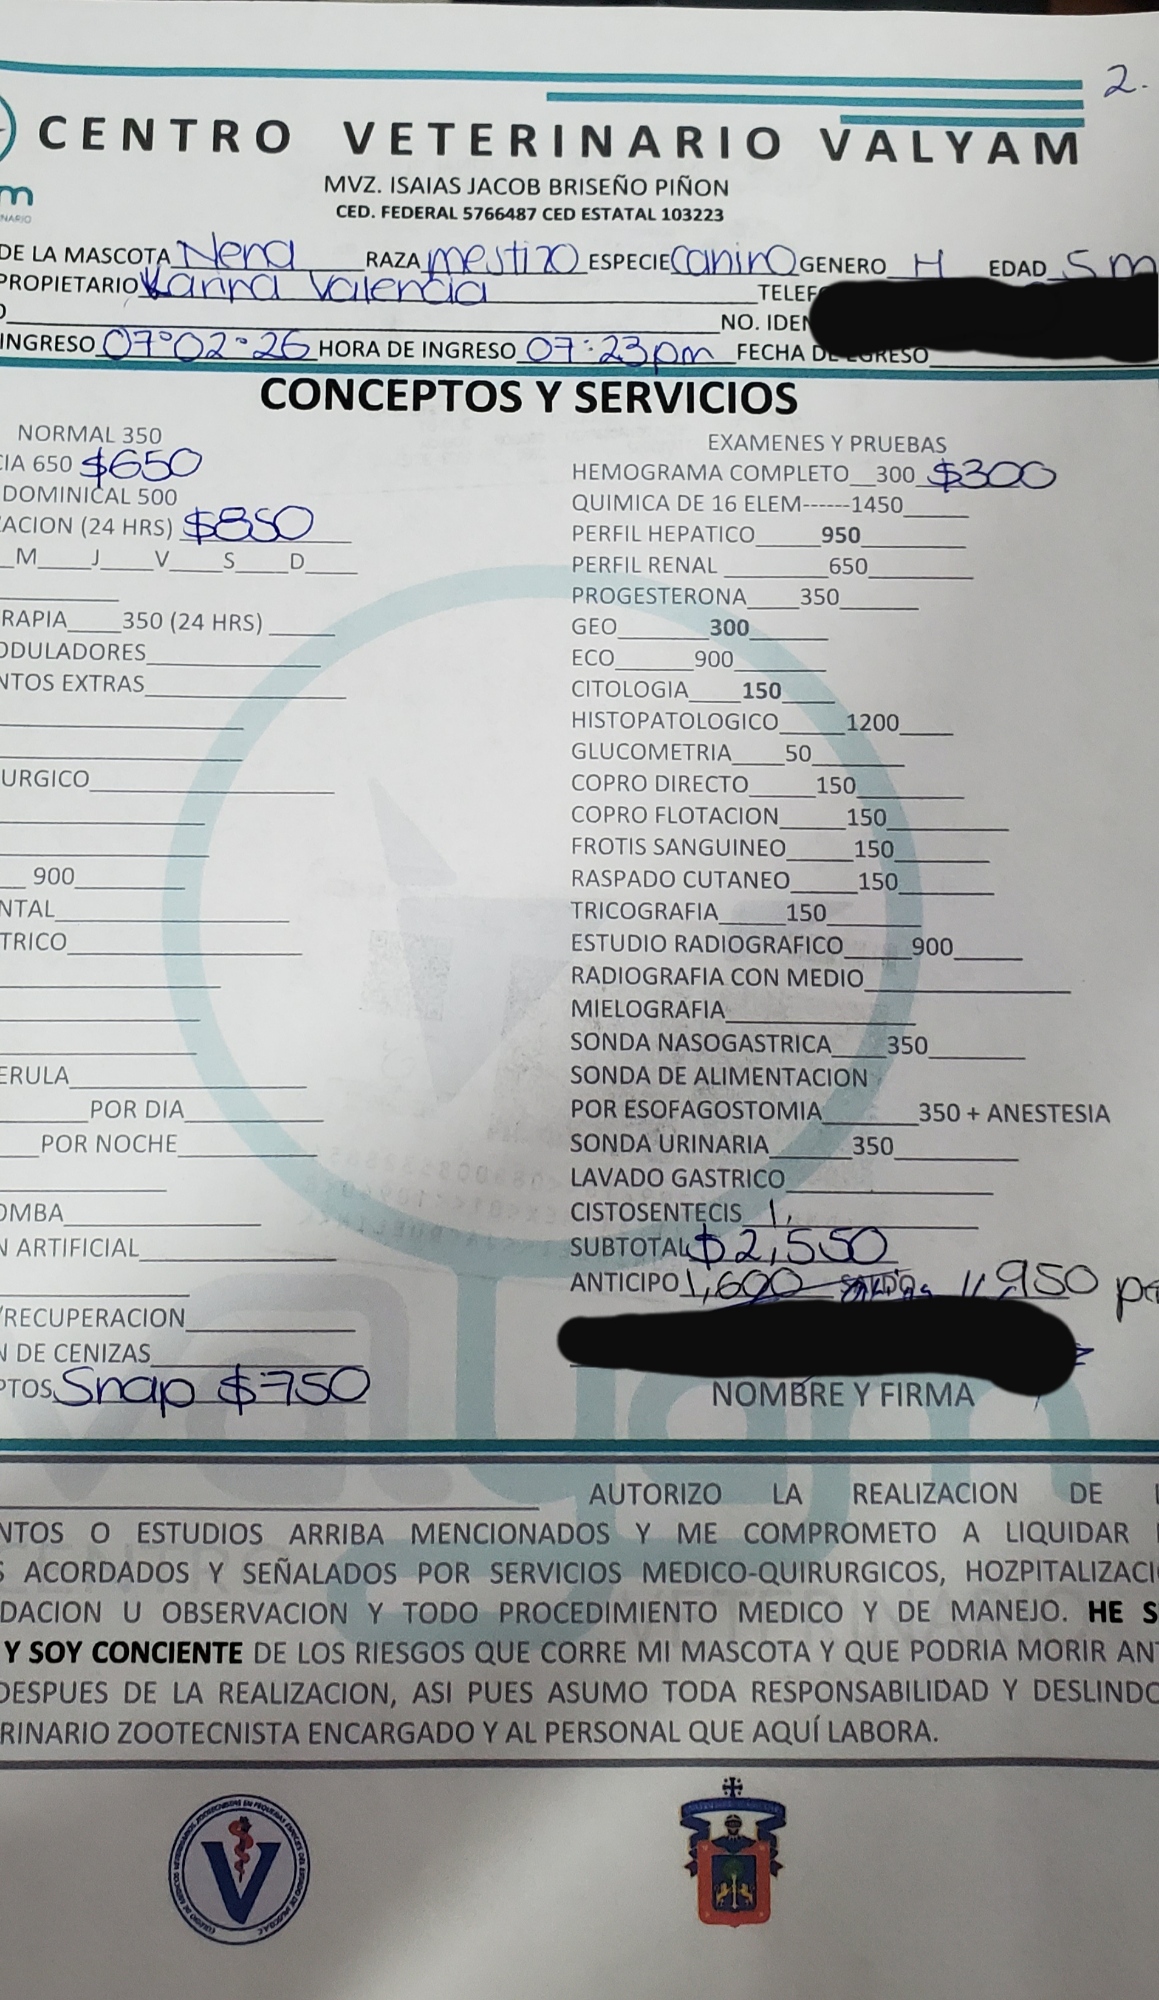 2.
CENTRO VETERINARIO VALYAM
MVZ. ISAIAS JACOB BRISEÑO PIÑON
CED. FEDERAL 5766487 CED ESTATAL 103223
DE LA MASCOTA Nena RAZA mestizo ESPECIE canino GENERO H EDAD 5 m
PROPIETARIO Karina Valencia TELEF
NO. IDEN
INGRESO 07°02°26 HORA DE INGRESO 07:23pm FECHA DE EGRESO
CONCEPTOS Y SERVICIOS
NORMAL 350
CIA 650 $650
DOMINICAL 500
ACION (24 HRS) $850
M J V S D
RAPIA 350 (24 HRS)
ODULADORES
NTOS EXTRAS
URGICO
900
NTAL
TRICO
ERULA
POR DIA
POR NOCHE
OMBA
N ARTIFICIAL
/RECUPERACION
N DE CENIZAS
PTOS Snap $750
EXAMENES Y PRUEBAS
HEMOGRAMA COMPLETO 300 $300
QUIMICA DE 16 ELEM------1450
PERFIL HEPATICO 950
PERFIL RENAL 650
PROGESTERONA 350
GEO 300
ECO 900
CITOLOGIA 150
HISTOPATOLOGICO 1200
GLUCOMETRIA 50
COPRO DIRECTO 150
COPRO FLOTACION 150
FROTIS SANGUINEO 150
RASPADO CUTANEO 150
TRICOGRAFIA 150
ESTUDIO RADIOGRAFICO 900
RADIOGRAFIA CON MEDIO
MIELOGRAFIA
SONDA NASOGASTRICA 350
SONDA DE ALIMENTACION
POR ESOFAGOSTOMIA 350 + ANESTESIA
SONDA URINARIA 350
LAVADO GASTRICO
CISTOSENTECIS 1,
SUBTOTAL $2,550
ANTICIPO 1,600 950
NOMBRE Y FIRMA
AUTORIZO LA REALIZACION DE
NTOS O ESTUDIOS ARRIBA MENCIONADOS Y ME COMPROMETO A LIQUIDAR
S ACORDADOS Y SEÑALADOS POR SERVICIOS MEDICO-QUIRURGICOS, HOZPITALIZACI
DACION U OBSERVACION Y TODO PROCEDIMIENTO MEDICO Y DE MANEJO. HE S
Y SOY CONCIENTE DE LOS RIESGOS QUE CORRE MI MASCOTA Y QUE PODRIA MORIR AN
DESPUES DE LA REALIZACION, ASI PUES ASUMO TODA RESPONSABILIDAD Y DESLINDO
RINARIO ZOOTECNISTA ENCARGADO Y AL PERSONAL QUE AQUÍ LABORA.